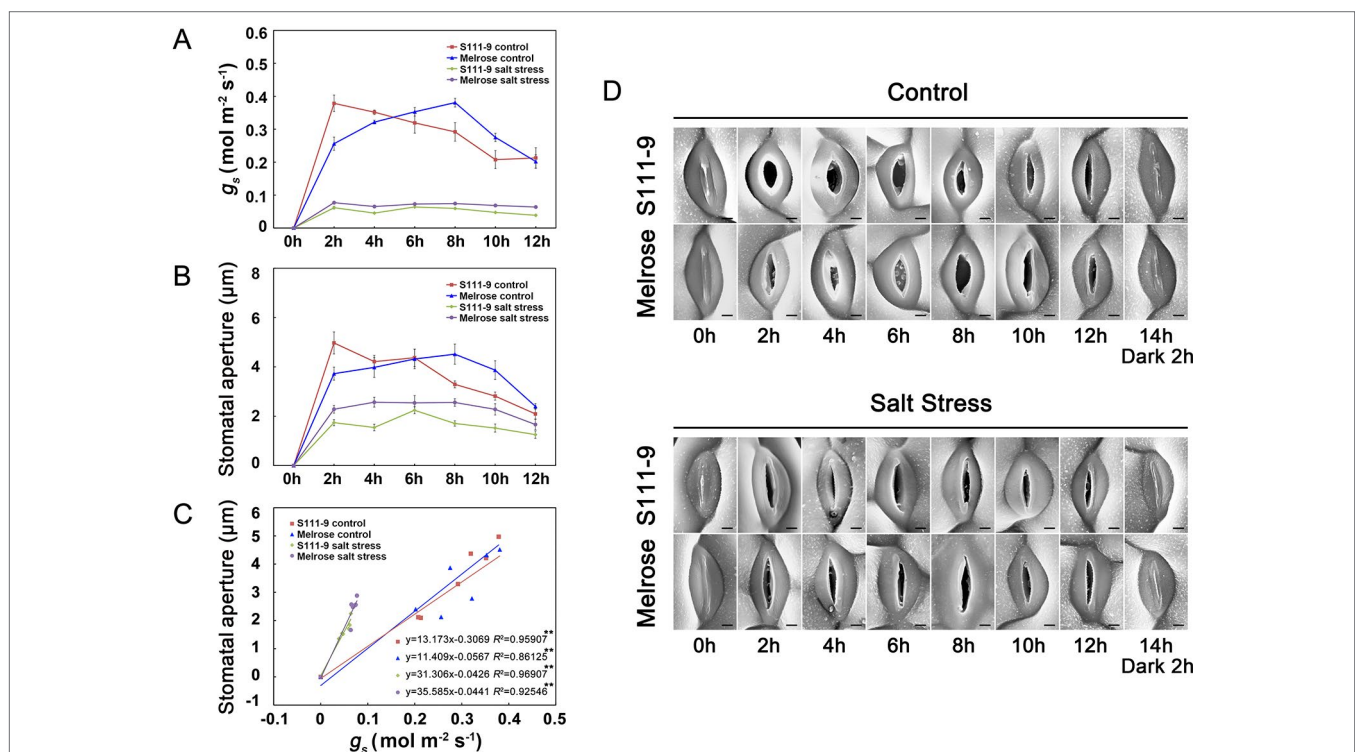 A
gₛ (mol m⁻² s⁻¹)
0.6
0.5
0.4
0.3
0.2
0.1
0
S111-9 control
Melrose control
S111-9 salt stress
Melrose salt stress
0h 2h 4h 6h 8h 10h 12h
B
Stomatal aperture (μm)
8
6
4
2
0
S111-9 control
Melrose control
S111-9 salt stress
Melrose salt stress
0h 2h 4h 6h 8h 10h 12h
C
Stomatal aperture (μm)
6
5
4
3
2
1
0
-1
S111-9 control
Melrose control
S111-9 salt stress
Melrose salt stress
y=13.173x-0.3069 R²=0.95907**
y=11.409x-0.0567 R²=0.86125**
y=31.306x-0.0426 R²=0.96907**
y=35.585x-0.0441 R²=0.92546**
-0.1 0 0.1 0.2 0.3 0.4 0.5
gₛ (mol m⁻² s⁻¹)
D
Control
S111-9
Melrose
0h 2h 4h 6h 8h 10h 12h 14h
Dark 2h
Salt Stress
S111-9
Melrose
0h 2h 4h 6h 8h 10h 12h 14h
Dark 2h